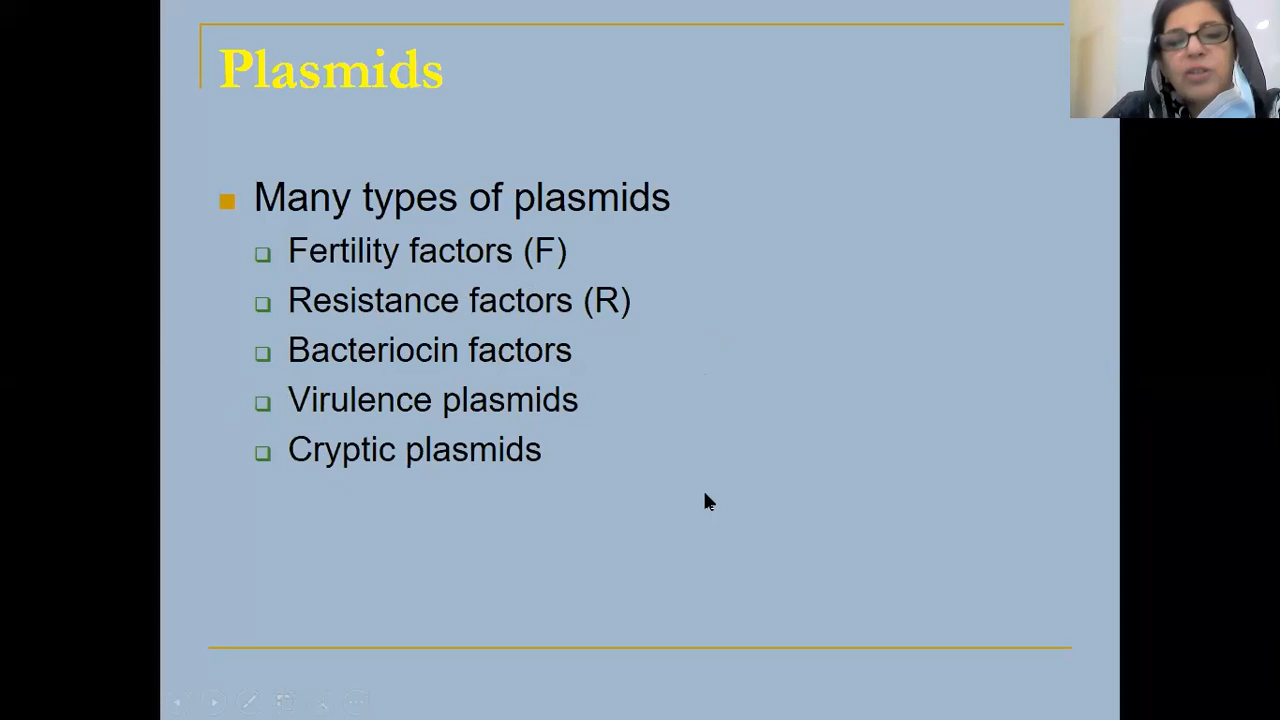 Plasmids
Many types of plasmids
Fertility factors (F)
Resistance factors (R)
Bacteriocin factors
Virulence plasmids
Cryptic plasmids